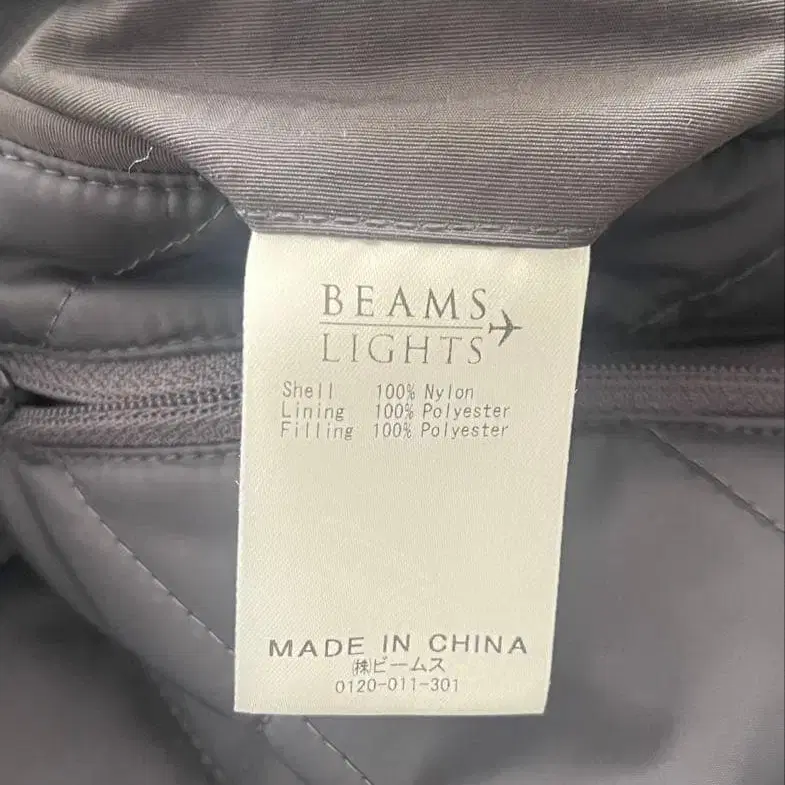 BEAMS
LIGHTS
Shell 100% Nylon
Lining 100% Polyester
Filling 100% Polyester
MADE IN CHINA
㈱ビームス
0120-011-301